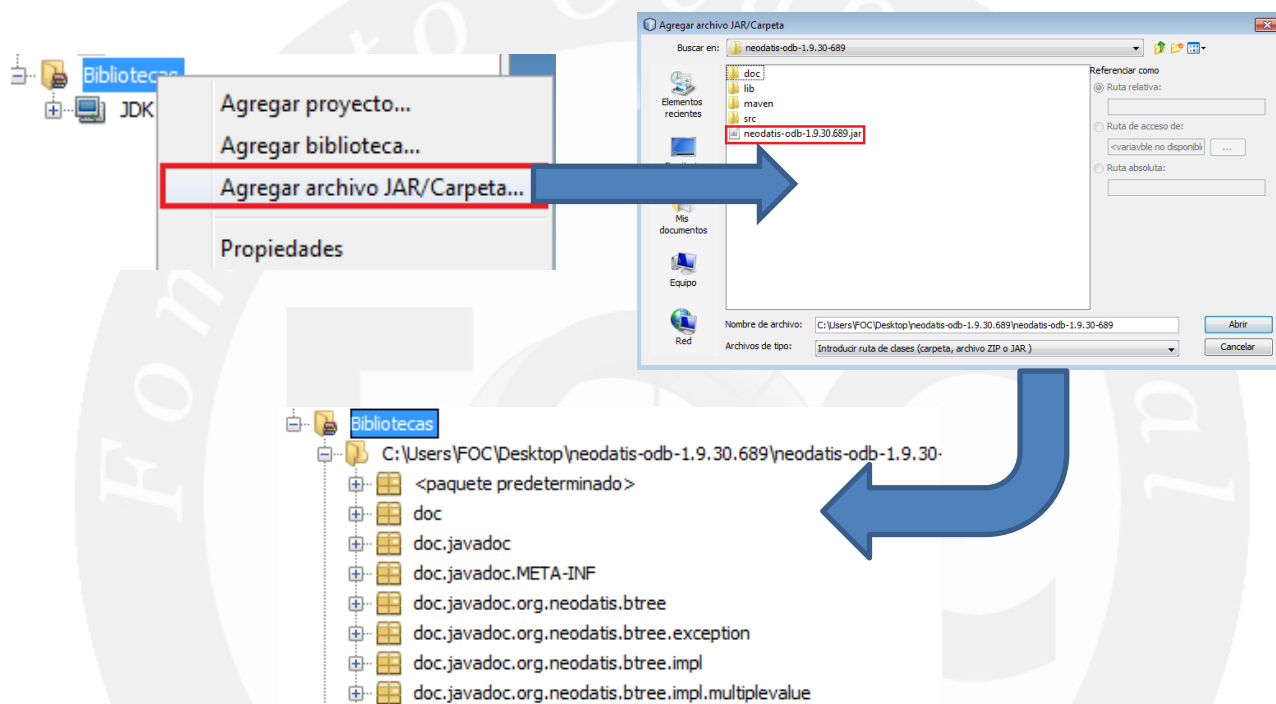 Bibliotecas
JDK
Agregar proyecto...
Agregar biblioteca...
Agregar archivo JAR/Carpeta...
Propiedades
Agregar archivo JAR/Carpeta
Buscar en:
neodatis-odb-1.9.30-689
Elementos recientes
Mis documentos
Equipo
Red
doc
lib
maven
src
neodatis-odb-1.9.30.689.jar
Referenciar como
Ruta relativa:
Ruta de acceso de:
<variavble no disponibl
...
Ruta absoluta:
Nombre de archivo:
C:\Users\FOC\Desktop\neodatis-odb-1.9.30.689\neodatis-odb-1.9.30-689
Abrir
Archivos de tipo:
Introducir ruta de clases (carpeta, archivo ZIP o JAR )
Cancelar
Bibliotecas
C:\Users\FOC\Desktop\neodatis-odb-1.9.30.689\neodatis-odb-1.9.30-
<paquete predeterminado>
doc
doc.javadoc
doc.javadoc.META-INF
doc.javadoc.org.neodatis.btree
doc.javadoc.org.neodatis.btree.exception
doc.javadoc.org.neodatis.btree.impl
doc.javadoc.org.neodatis.btree.impl.multiplevalue